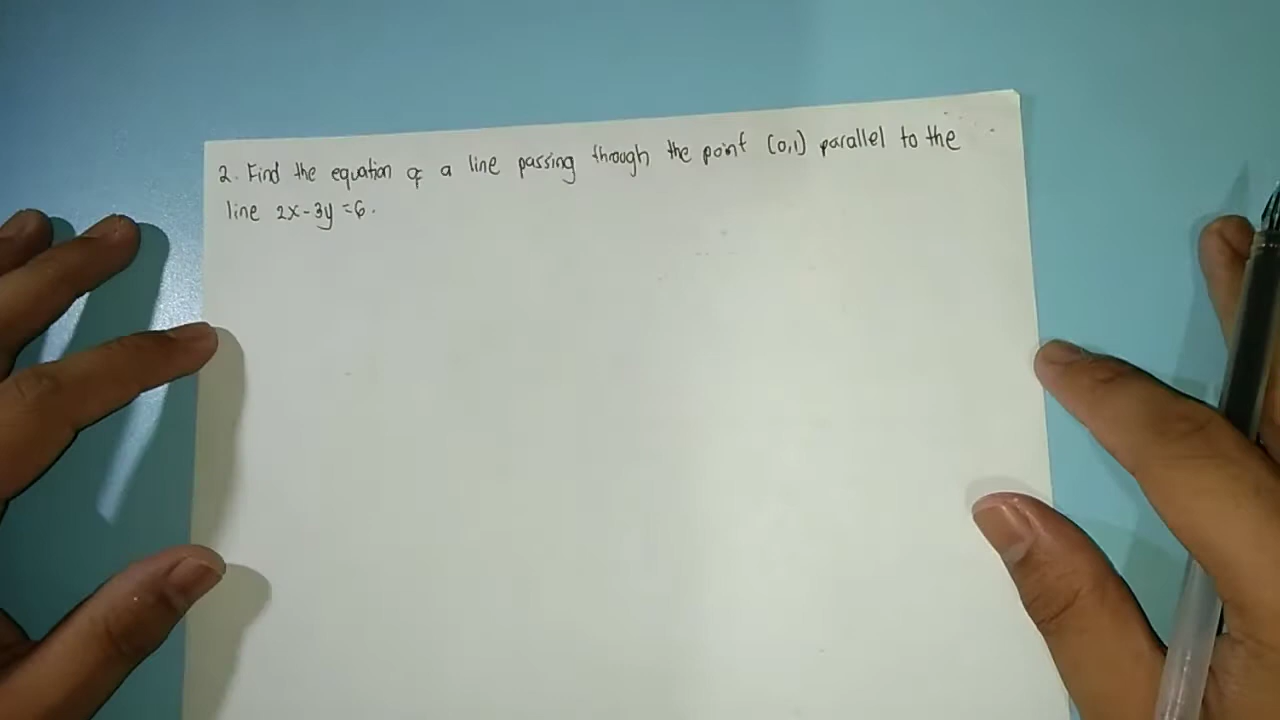 2. Find the equation of a line passing through the point (0,1) parallel to the
line 2x-3y=6.